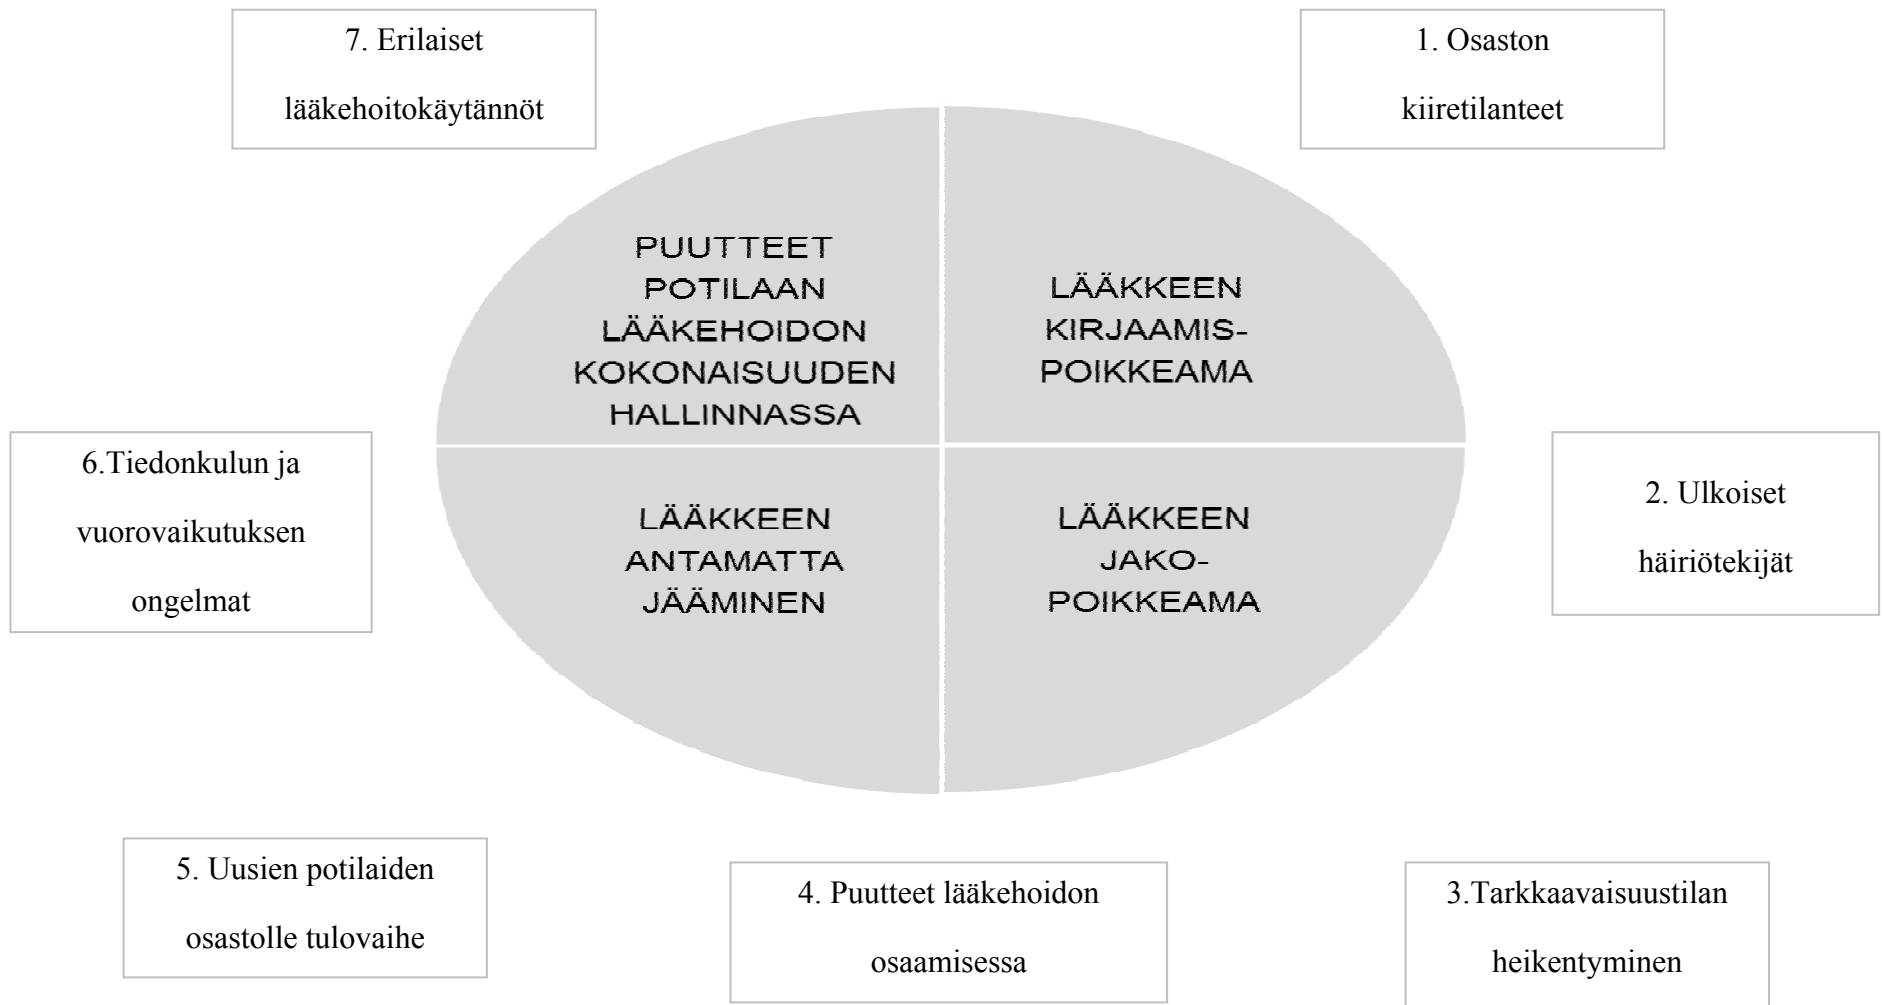 7. Erilaiset
lääkehoitokäytännöt
1. Osaston
kiiretilanteet
PUUTTEET
POTILAAN
LÄÄKEHOIDON
KOKONAISUUDEN
HALLINNASSA
LÄÄKKEEN
KIRJAAMIS-
POIKKEAMA
6.Tiedonkulun ja
vuorovaikutuksen
ongelmat
LÄÄKKEEN
ANTAMATTA
JÄÄMINEN
LÄÄKKEEN
JAKO-
POIKKEAMA
2. Ulkoiset
häiriötekijät
5. Uusien potilaiden
osastolle tulovaihe
4. Puutteet lääkehoidon
osaamisessa
3.Tarkkaavaisuustilan
heikentyminen